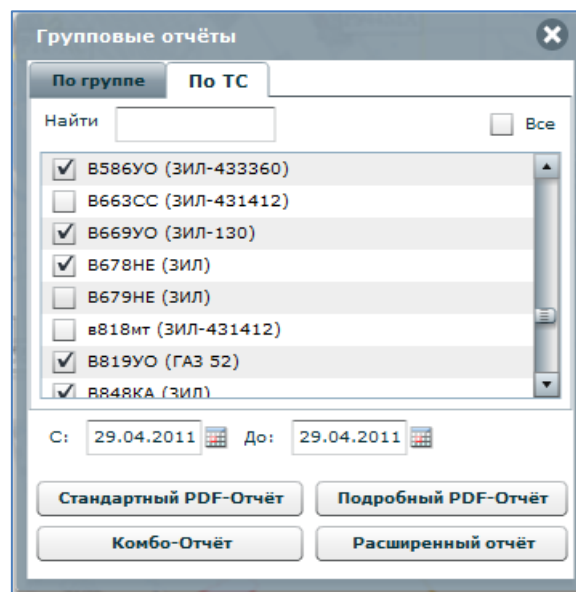 Групповые отчёты
По группе По ТС
Найти Все
В586УО (ЗИЛ-433360)
В663СС (ЗИЛ-431412)
В669УО (ЗИЛ-130)
В678НЕ (ЗИЛ)
В679НЕ (ЗИЛ)
в818мт (ЗИЛ-431412)
В819УО (ГАЗ 52)
В848КА (ЗИЛ)
С: 29.04.2011 До: 29.04.2011
Стандартный PDF-Отчёт Подробный PDF-Отчёт
Комбо-Отчёт Расширенный отчёт